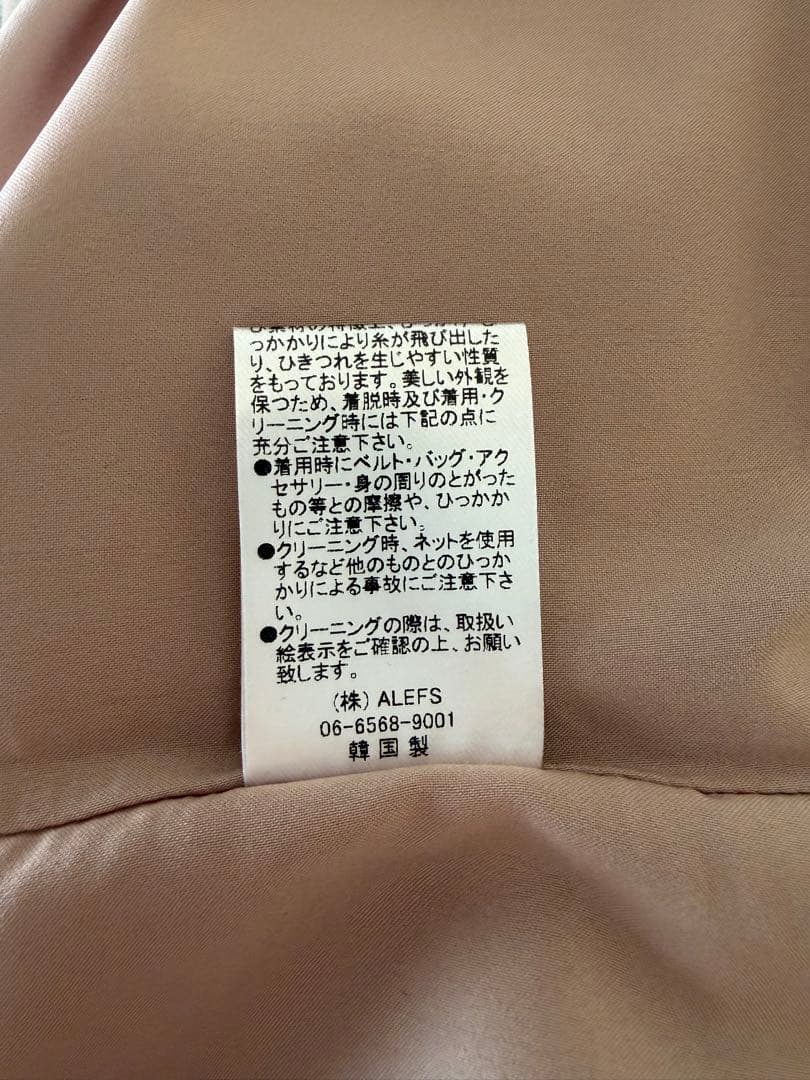 び素材の特徴上、
っかかりにより糸が飛び出した
り、ひきつれを生じやすい性質
をもっております。美しい外観を
保つため、着脱時及び着用・ク
リーニング時には下記の点に
充分ご注意下さい。
●着用時にベルト・バッグ・アク
セサリー・身の周りのとがった
もの等との摩擦や、ひっかか
りにご注意下さい。
●クリーニング時、ネットを使用
するなど他のものとのひっか
かりによる事故にご注意下さ
い。
●クリーニングの際は、取扱い
絵表示をご確認の上、お願い
致します。
(株)ALEFS
06-6568-9001
韓国製